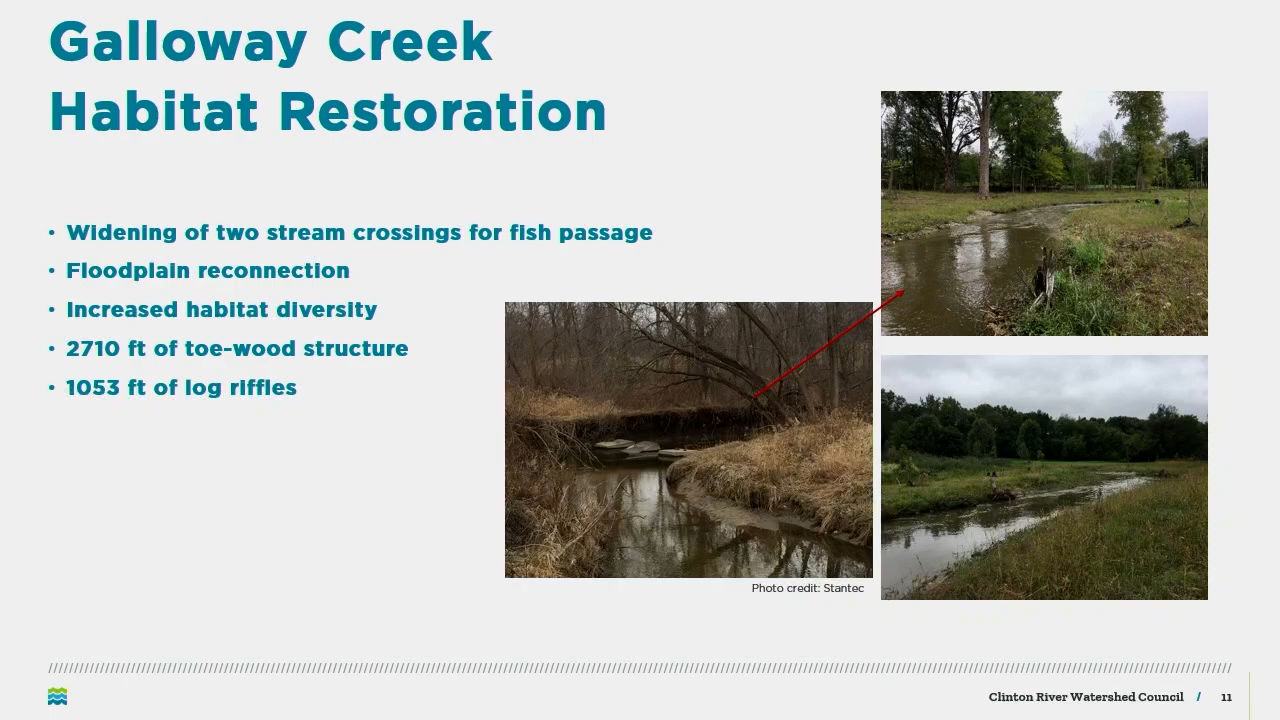 Galloway Creek
Habitat Restoration
• Widening of two stream crossings for fish passage
• Floodplain reconnection
• Increased habitat diversity
• 2710 ft of toe-wood structure
• 1053 ft of log riffles
Photo credit: Stantec
Clinton River Watershed Council / 11